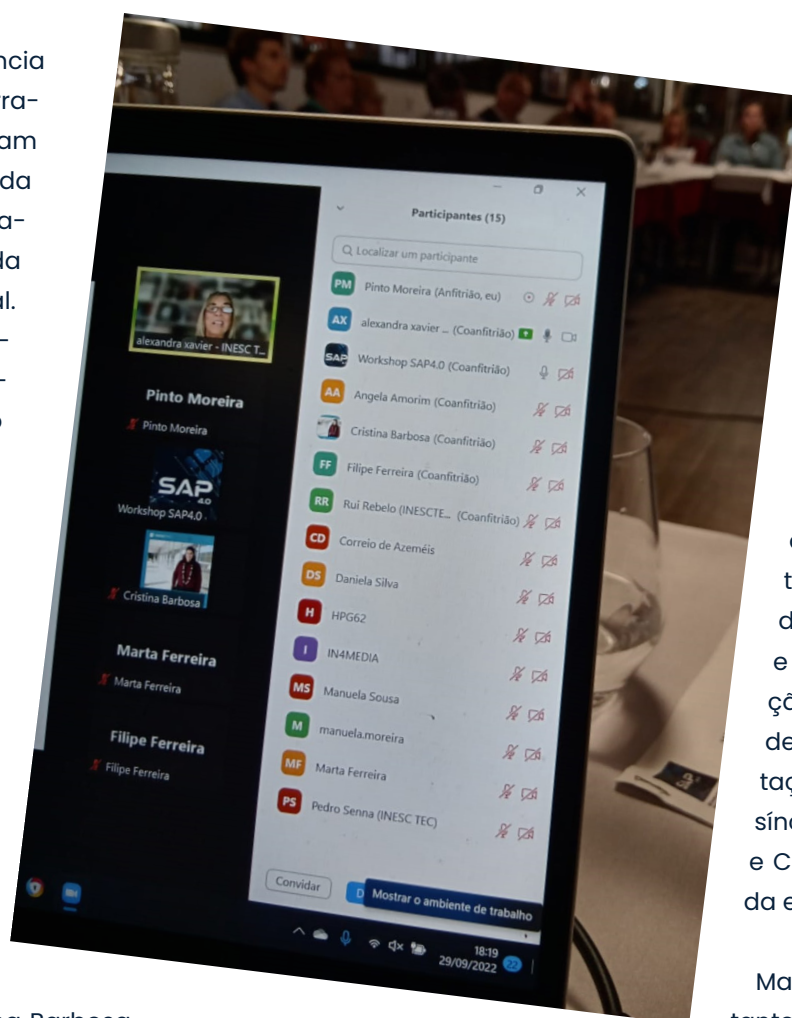 ncia
rra-
am
da
a-
da
al.
-
-
o
Participantes (15)
Localizar um participante
PM Pinto Moreira (Anfitrião, eu)
AX alexandra xavier ... (Coanfitrião)
SAP Workshop SAP4.0 (Coanfitrião)
AA Angela Amorim (Coanfitrião)
Cristina Barbosa (Coanfitrião)
FF Filipe Ferreira (Coanfitrião)
RR Rui Rebelo (INESCTE... (Coanfitrião)
CD Correio de Azeméis
DS Daniela Silva
H HPG62
I IN4MEDIA
MS Manuela Sousa
M manuela.moreira
MF Marta Ferreira
PS Pedro Senna (INESC TEC)
alexandra xavier - INESC T...
Pinto Moreira
Pinto Moreira
SAP
4.0
Workshop SAP4.0
Cristina Barbosa
Marta Ferreira
Marta Ferreira
Filipe Ferreira
Filipe Ferreira
Convidar
D
Mostrar o ambiente de trabalho
18:19
29/09/2022
22
SAP
t
d
e
çã
de
taç
sínd
e C
da e
Ma